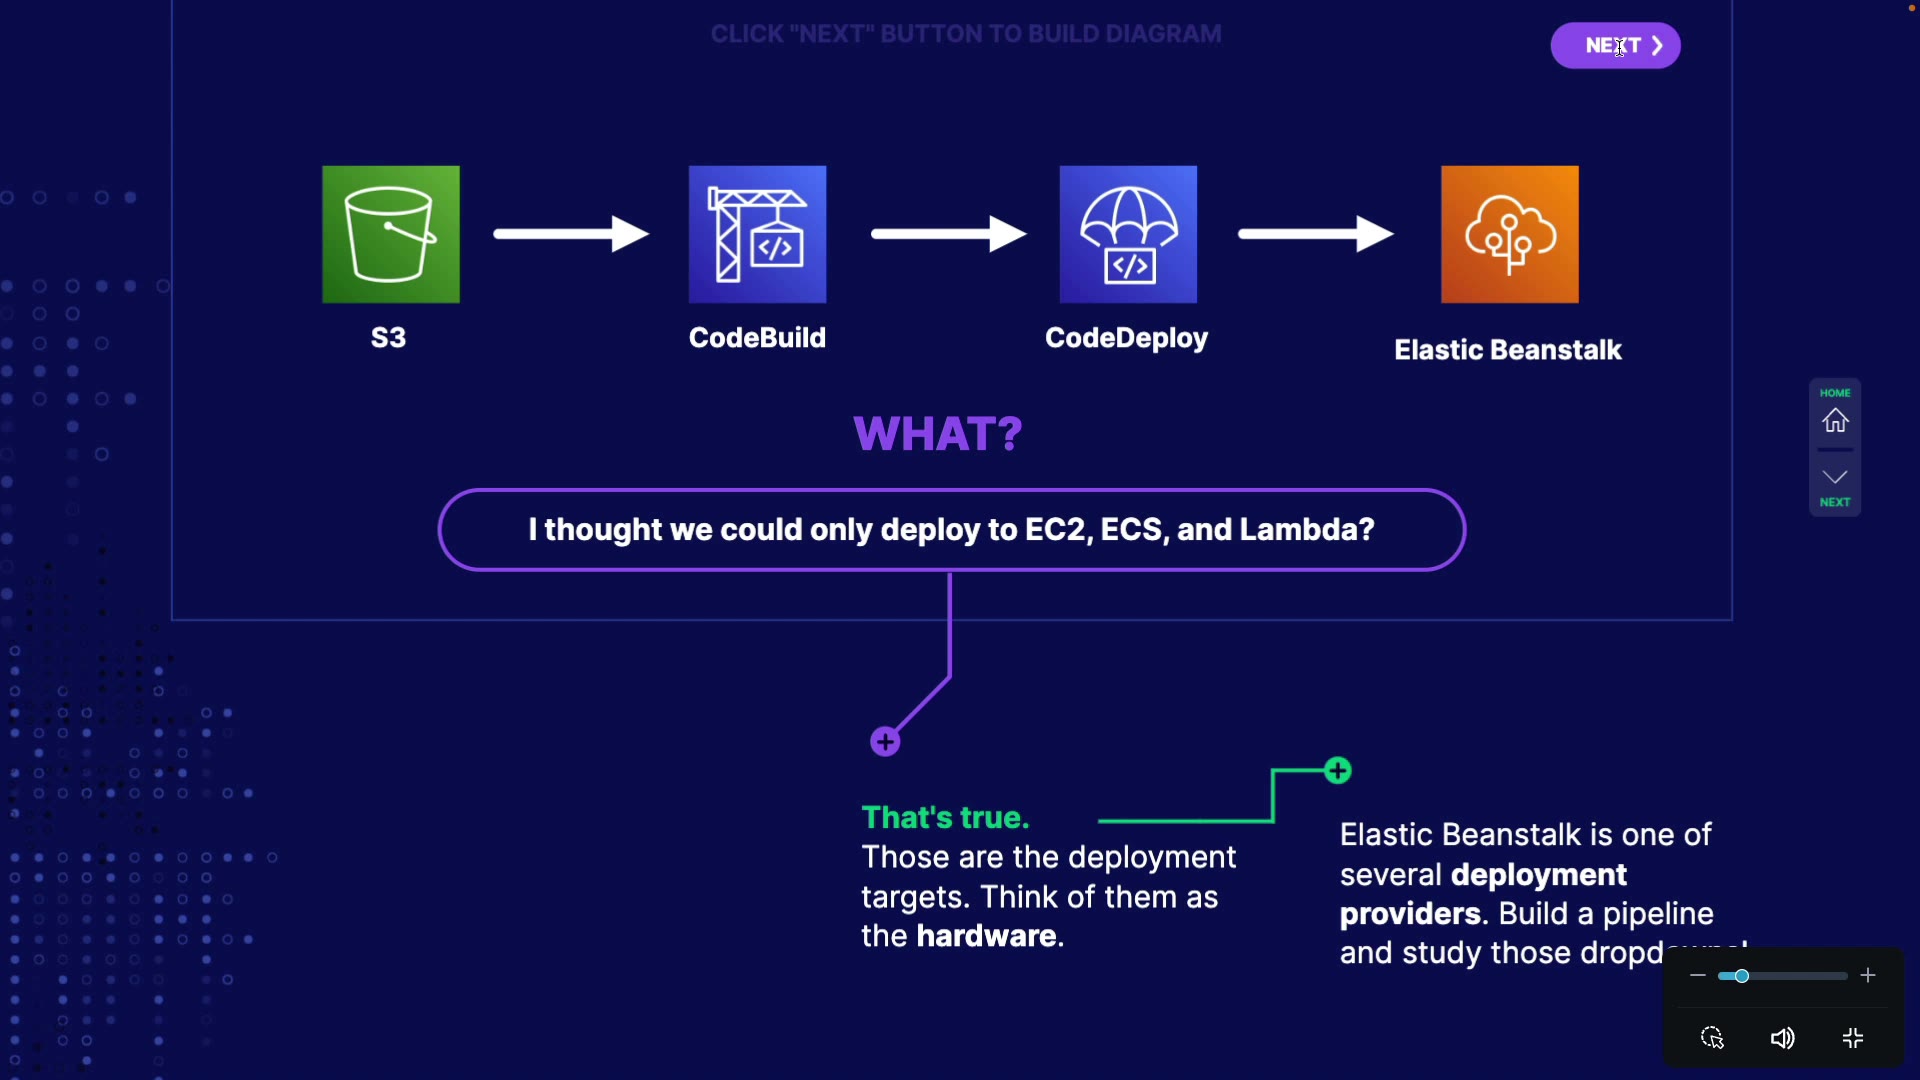 CLICK "NEXT" BUTTON TO BUILD DIAGRAM
NEXT
S3
</>
CodeBuild
</>
CodeDeploy
Elastic Beanstalk
HOME
NEXT
WHAT?
I thought we could only deploy to EC2, ECS, and Lambda?
That's true.
Those are the deployment
targets. Think of them as
the hardware.
Elastic Beanstalk is one of
several deployment
providers. Build a pipeline
and study those